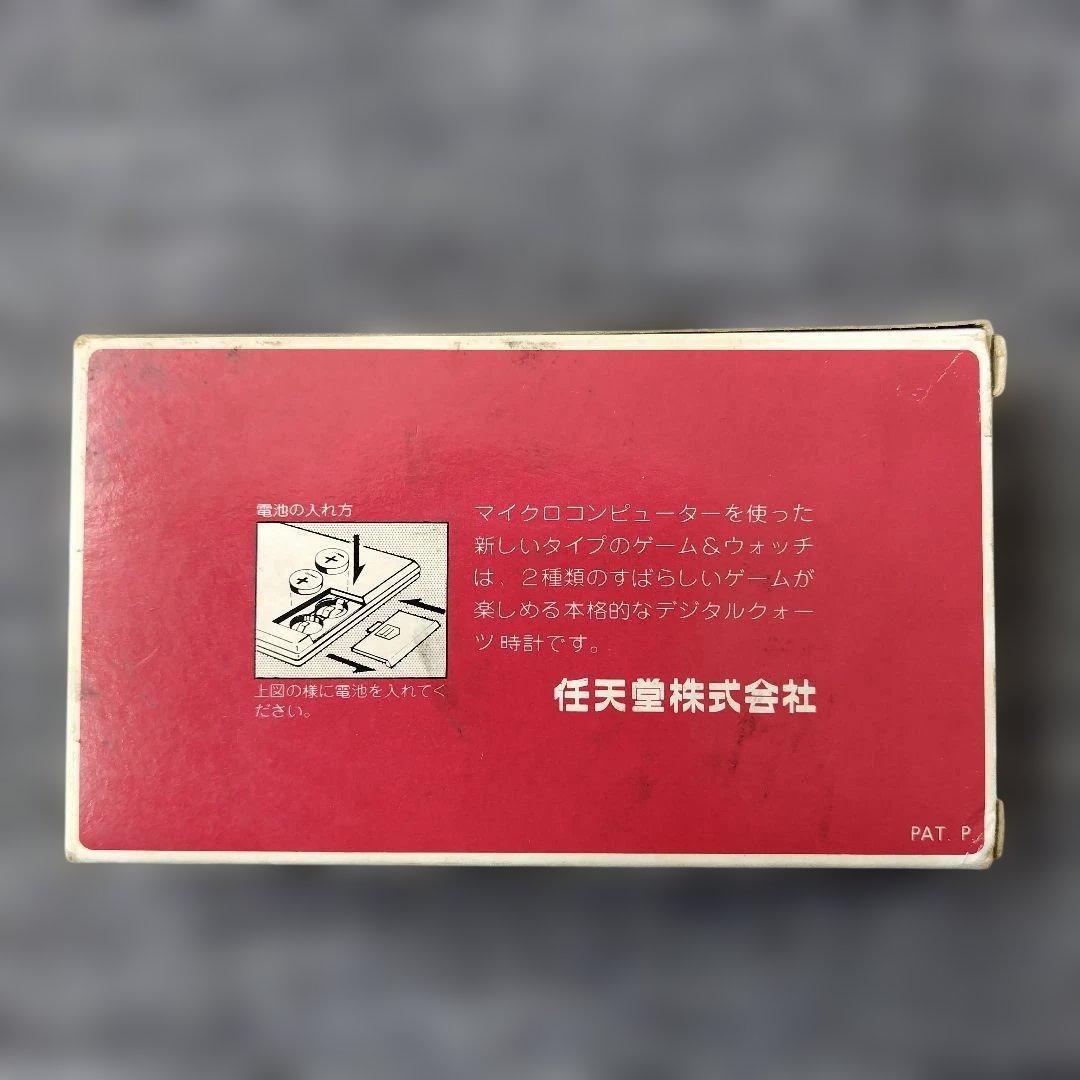 電池の入れ方
上図の様に電池を入れてく
ださい。
マイクロコンピューターを使った
新しいタイプのゲーム&ウォッチ
は、2種類のすばらしいゲームが
楽しめる本格的なデジタルクォー
ツ時計です。
任天堂株式会社
PAT. P.